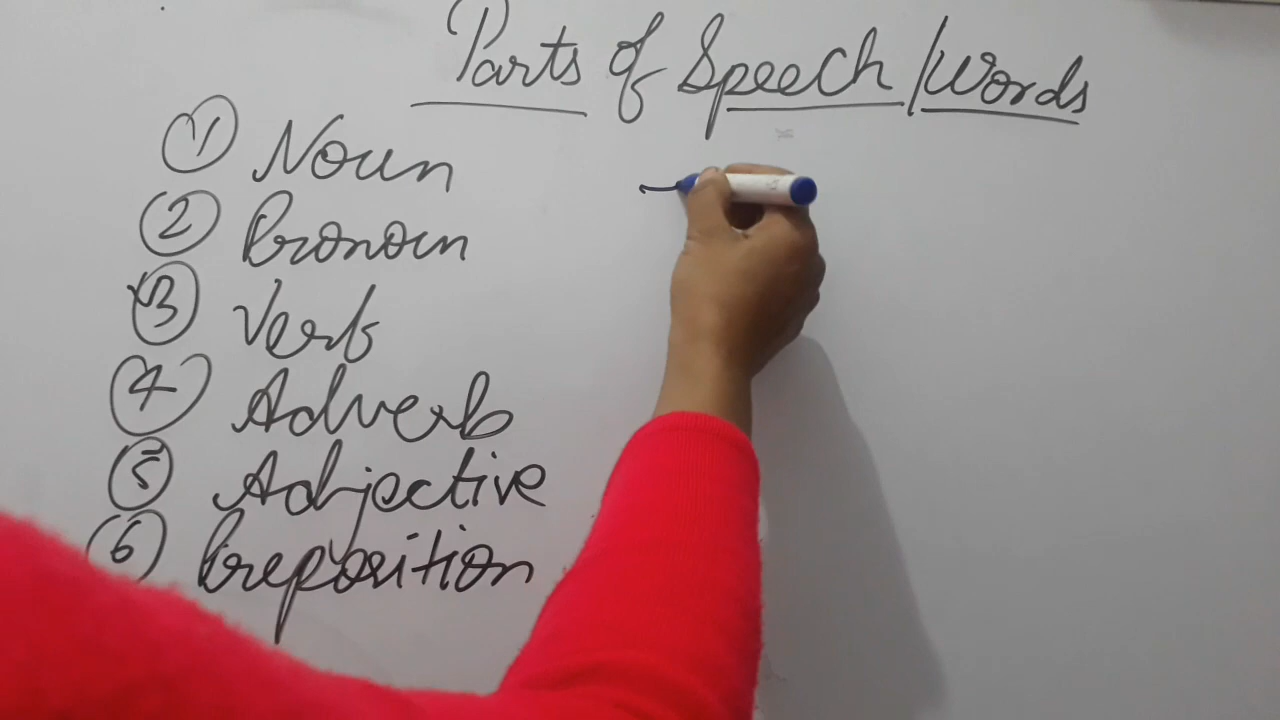 Parts of Speech/Words
1 Noun
2 Pronoun
3 Verb
4 Adverb
5 Adjective
6 Preposition